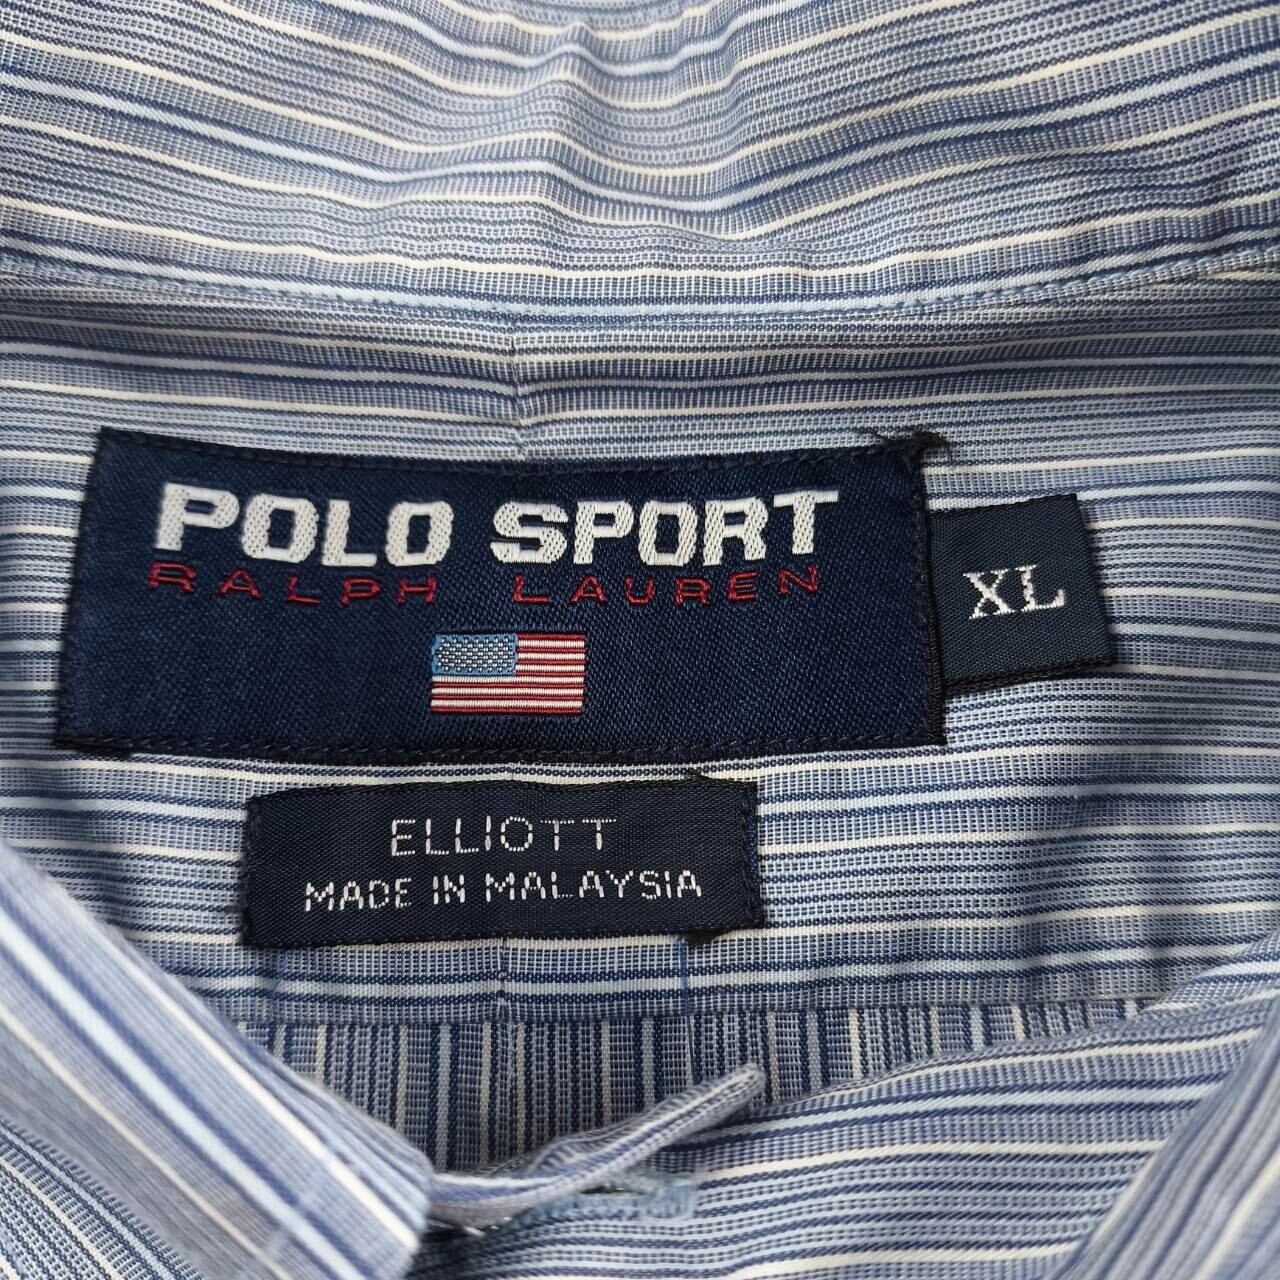 POLO SPORT
RALPH LAUREN
XL
ELLIOTT
MADE IN MALAYSIA